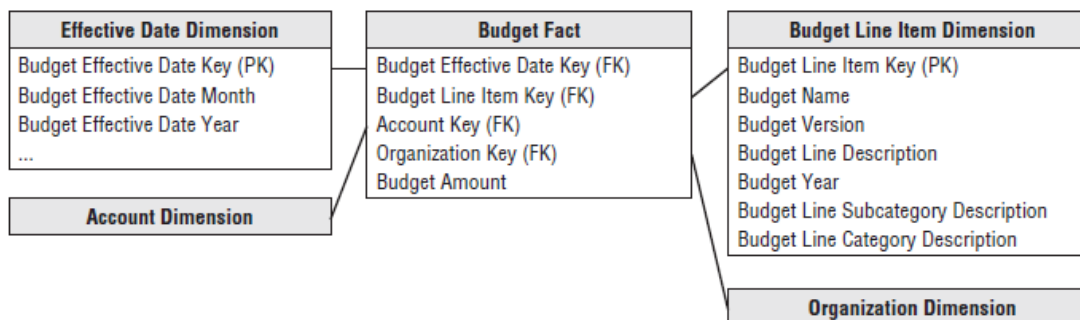 Effective Date Dimension
Budget Effective Date Key (PK)
Budget Effective Date Month
Budget Effective Date Year
...
Account Dimension
Budget Fact
Budget Effective Date Key (FK)
Budget Line Item Key (FK)
Account Key (FK)
Organization Key (FK)
Budget Amount
Budget Line Item Dimension
Budget Line Item Key (PK)
Budget Name
Budget Version
Budget Line Description
Budget Year
Budget Line Subcategory Description
Budget Line Category Description
Organization Dimension